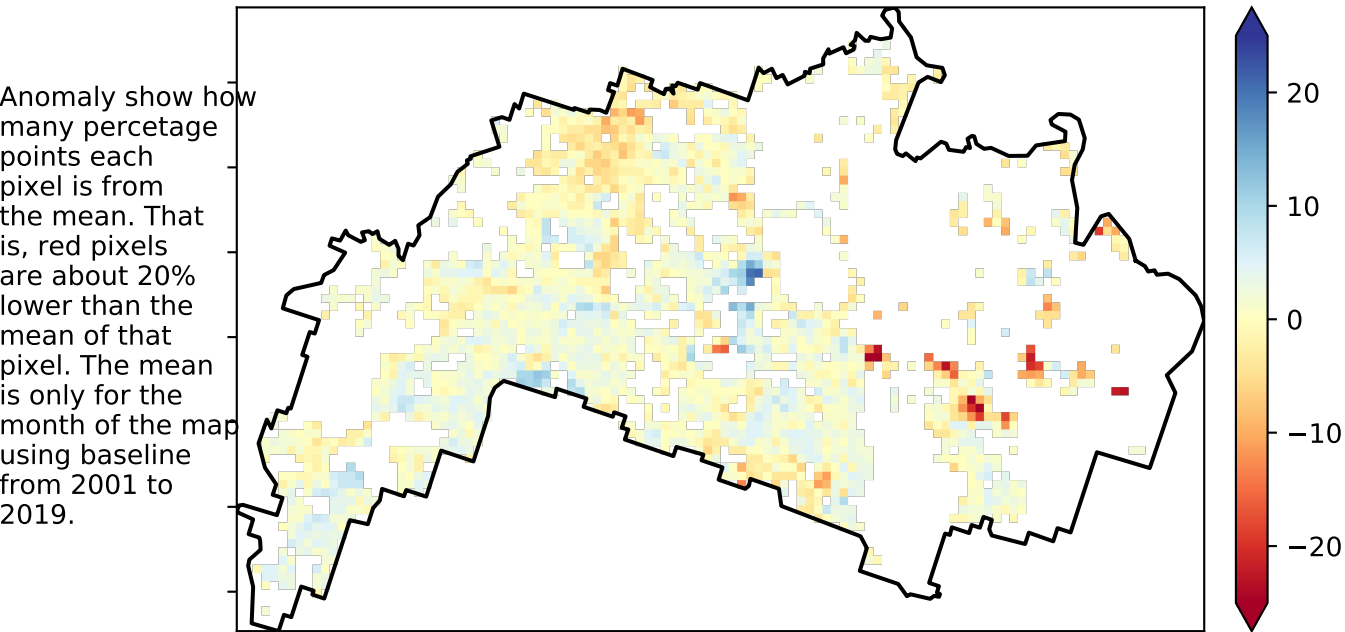 Anomaly show how
many percetage
points each
pixel is from
the mean. That
is, red pixels
are about 20%
lower than the
mean of that
pixel. The mean
is only for the
month of the map
using baseline
from 2001 to
2019.
20
10
0
−10
−20